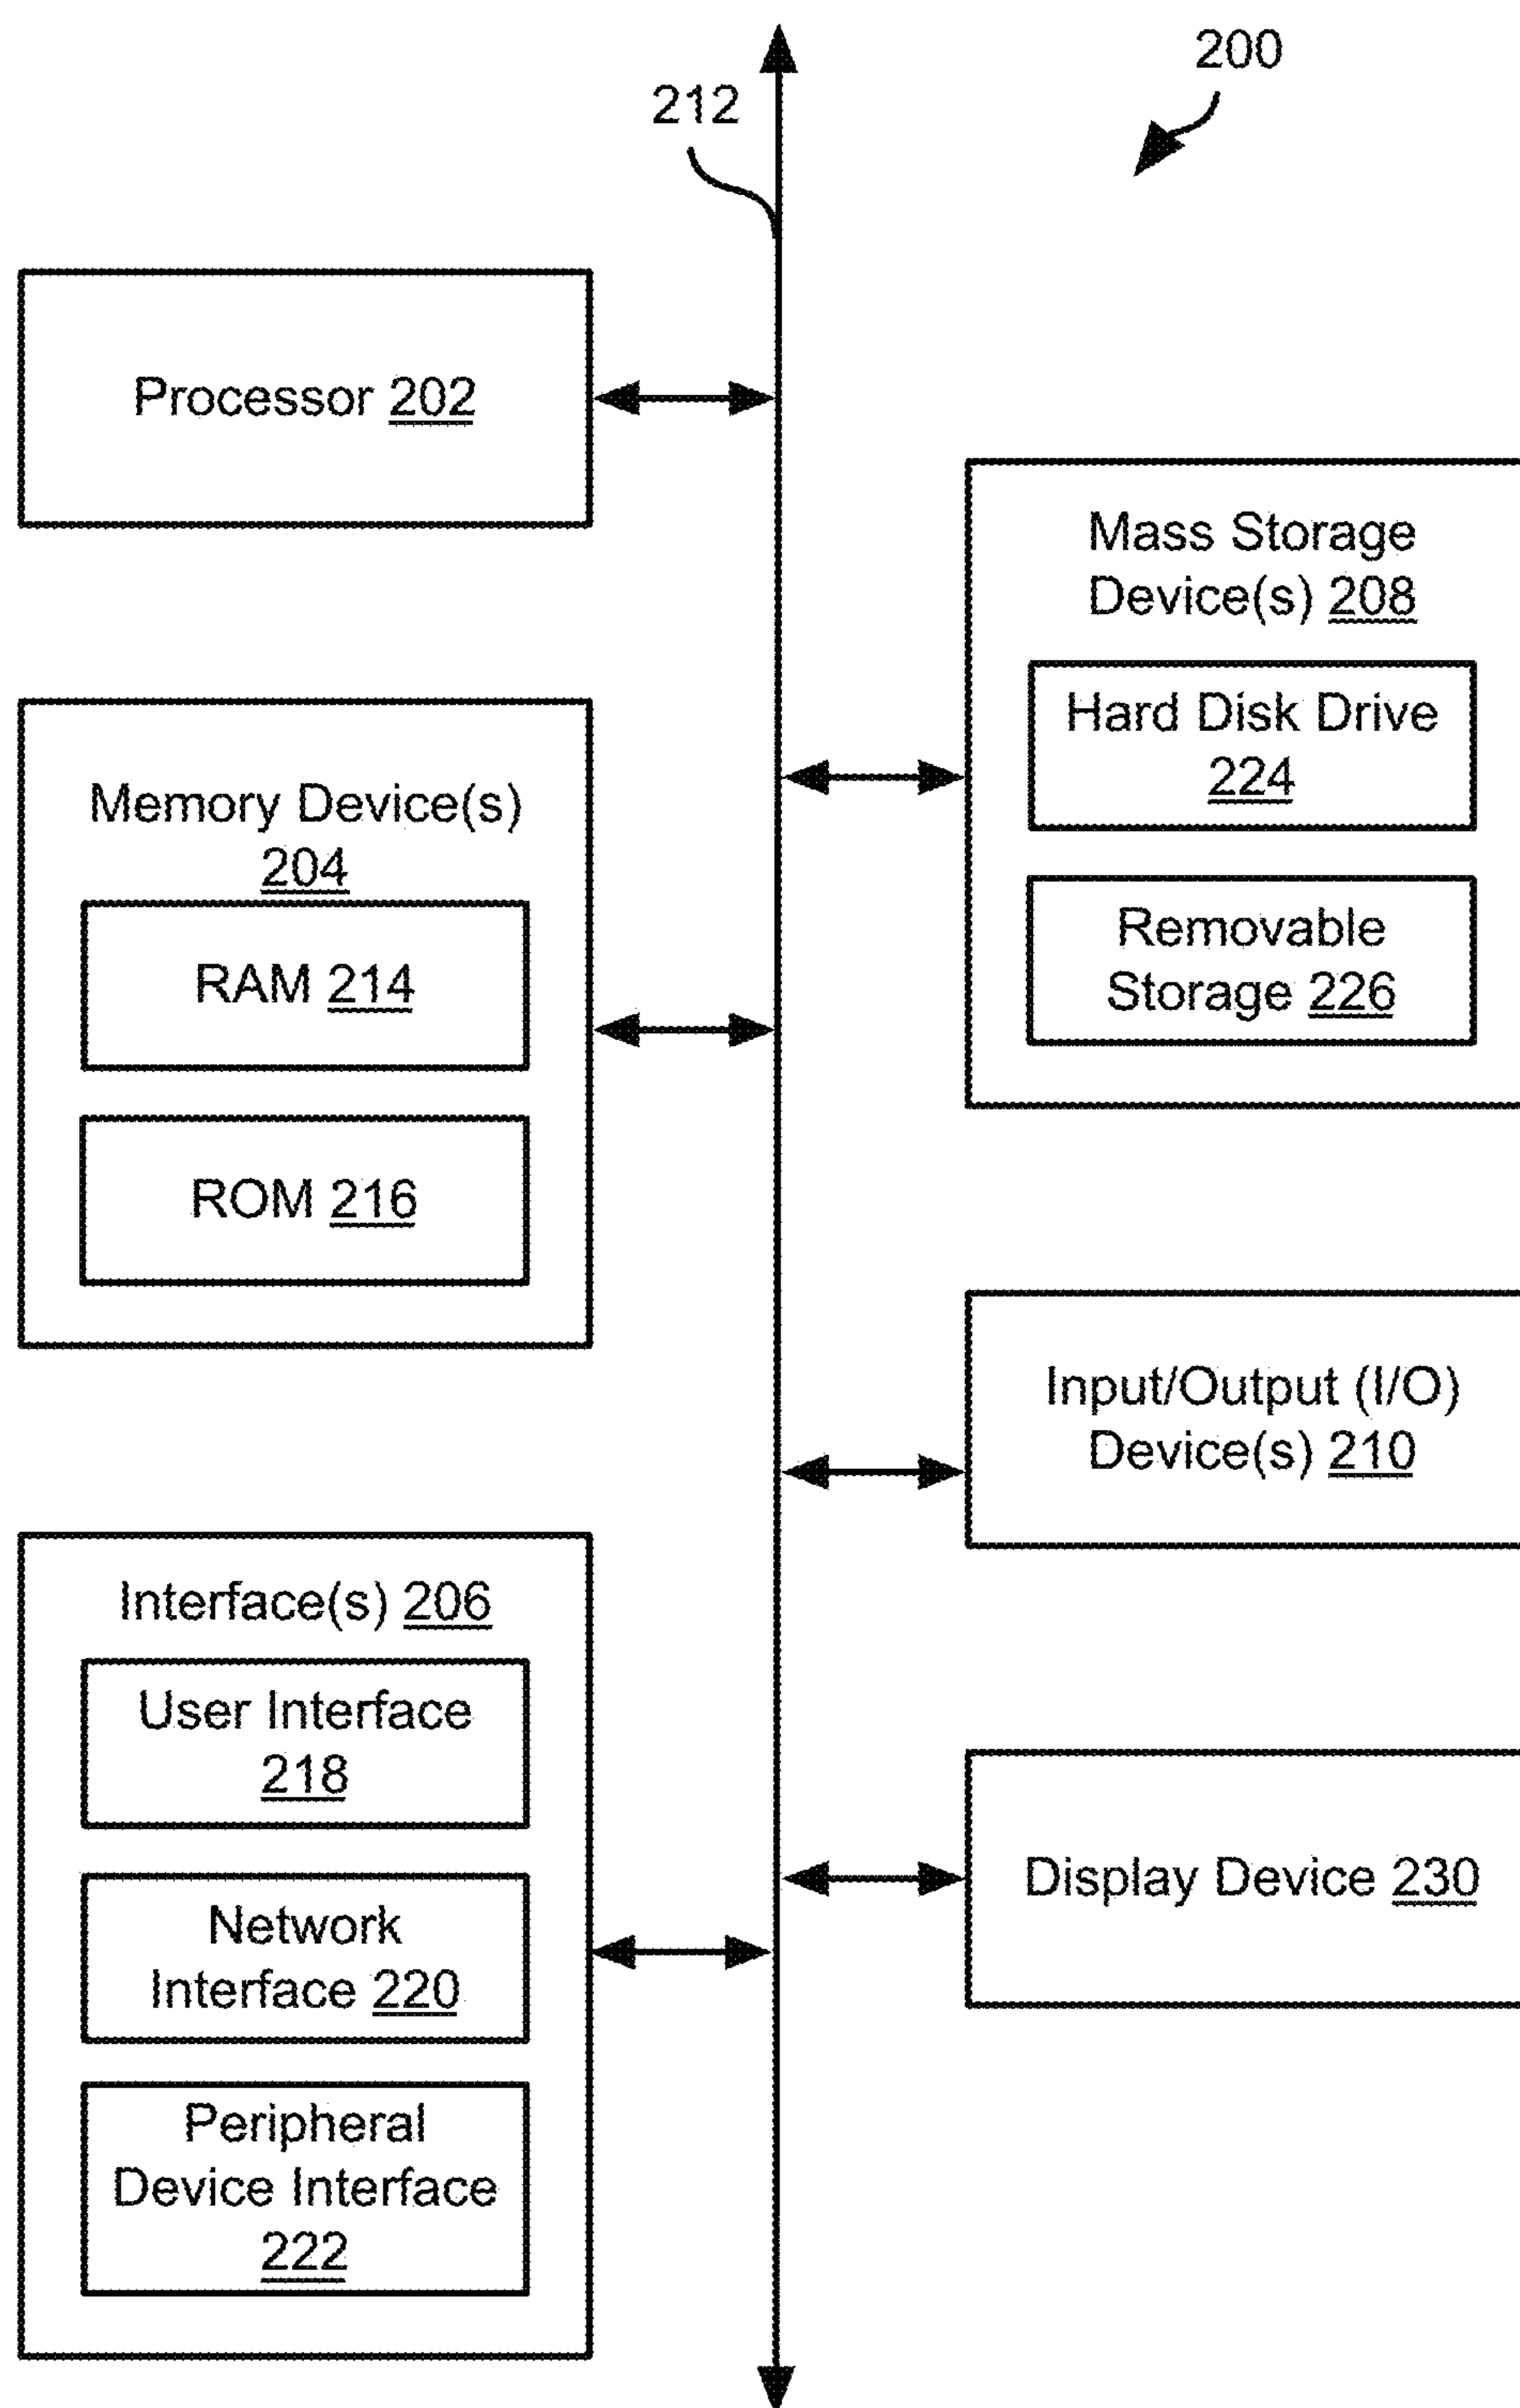 200
212
Processor 202
Mass Storage
Device(s) 208
Hard Disk Drive
224
Removable
Storage 226
Memory Device(s)
204
RAM 214
ROM 216
Input/Output (I/O)
Device(s) 210
Interface(s) 206
User Interface
218
Network
Interface 220
Peripheral
Device Interface
222
Display Device 230